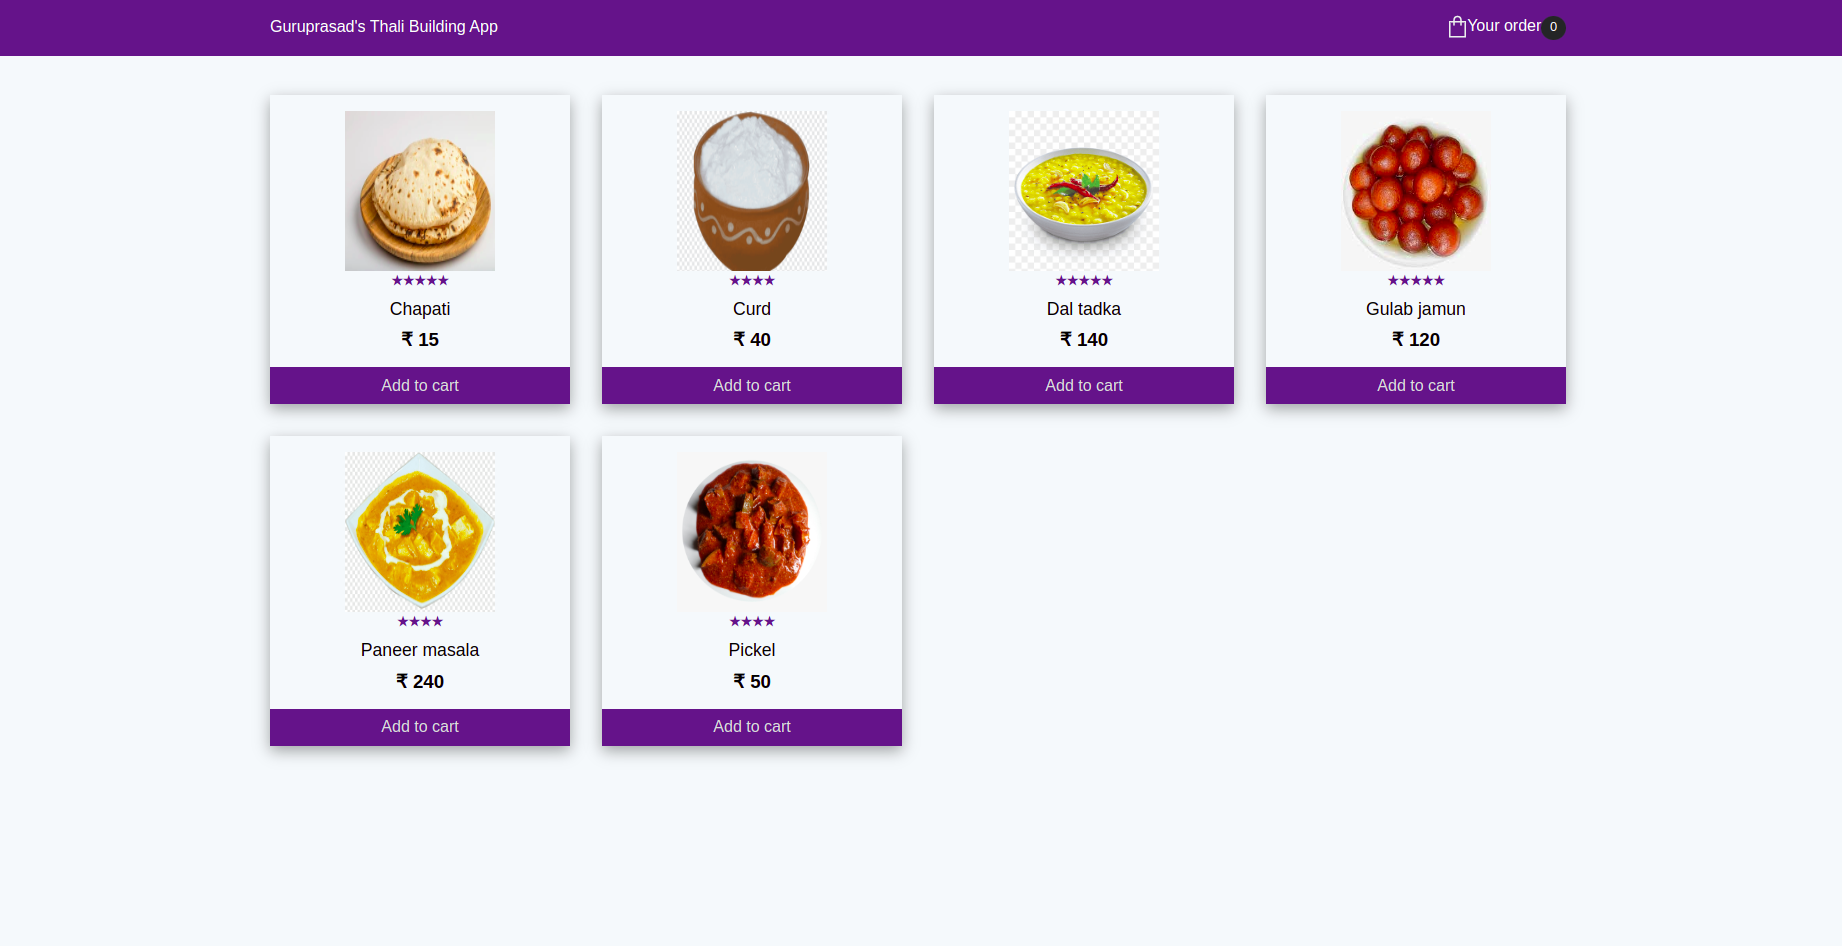 Guruprasad's Thali Building App
Your order 0
★★★★★
Chapati
₹ 15
Add to cart
★★★★
Curd
₹ 40
Add to cart
★★★★★
Dal tadka
₹ 140
Add to cart
★★★★★
Gulab jamun
₹ 120
Add to cart
★★★★
Paneer masala
₹ 240
Add to cart
★★★★
Pickel
₹ 50
Add to cart